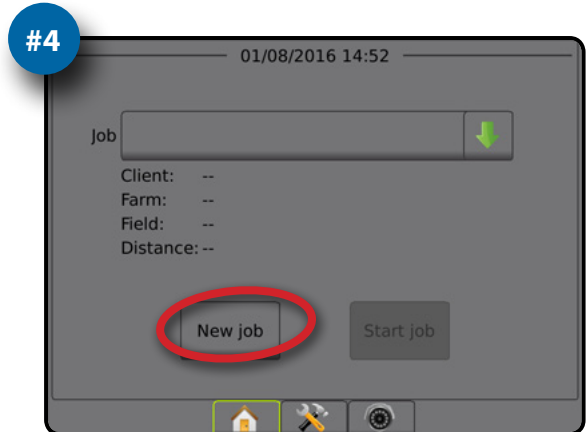 #4
01/08/2016 14:52
Job
Client: --
Farm: --
Field: --
Distance: --
New job
Start job